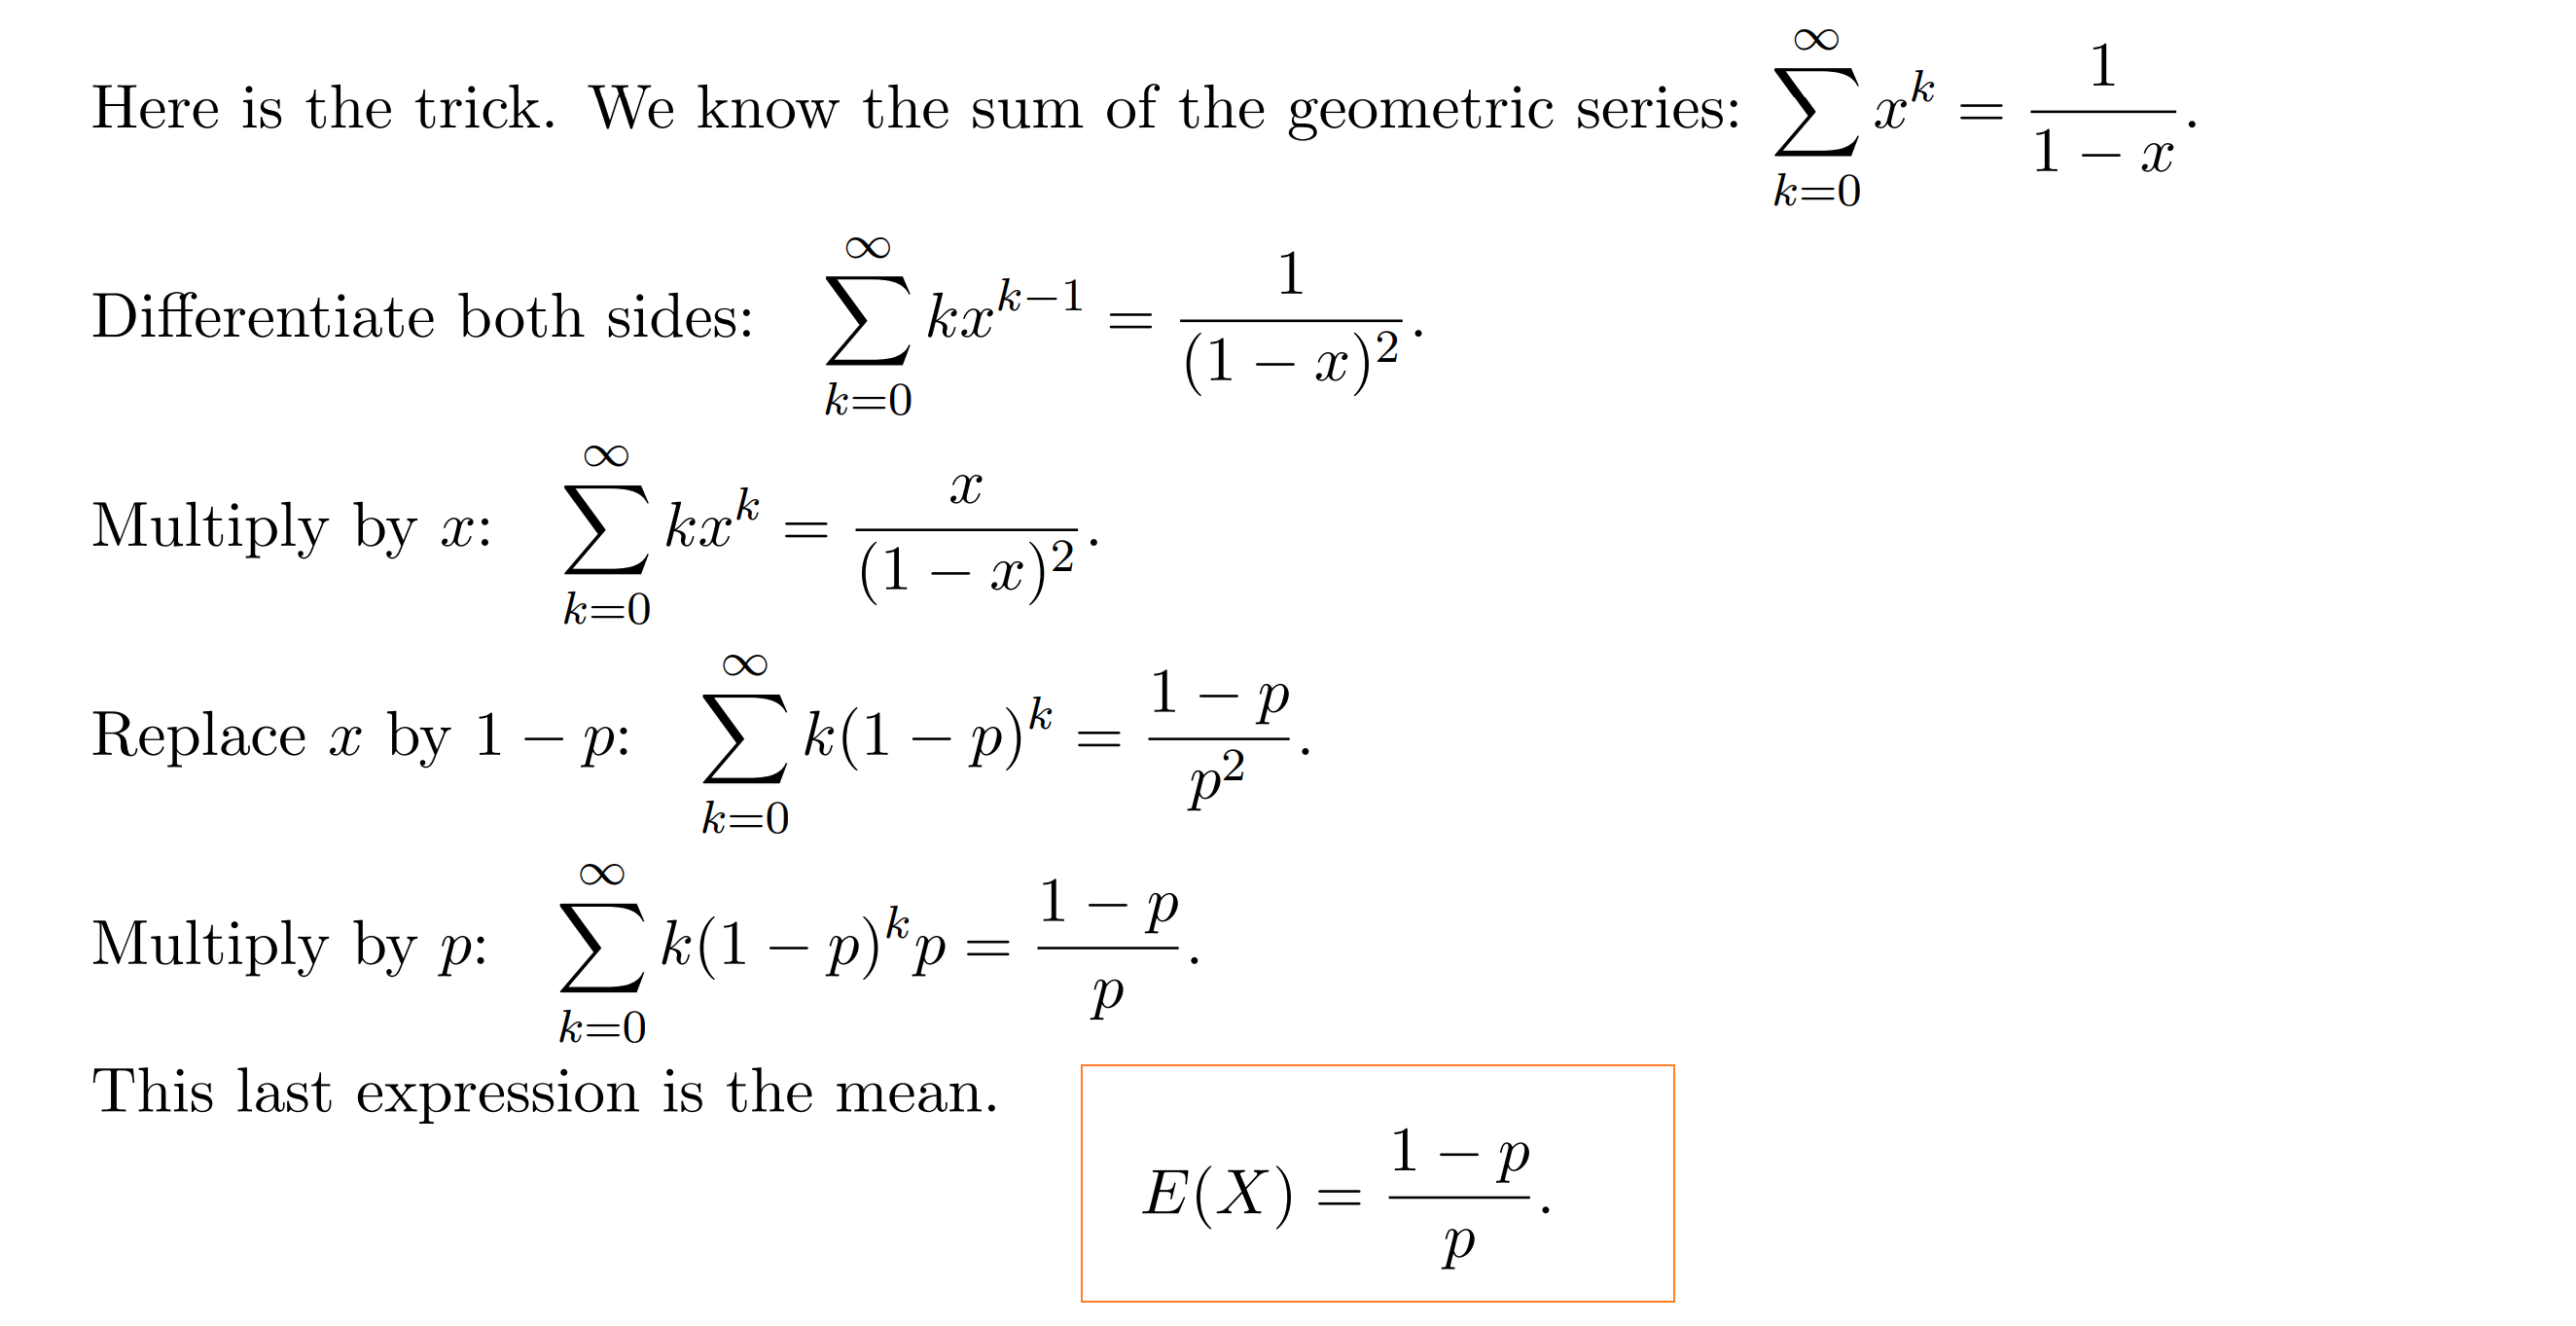 Here is the trick. We know the sum of the geometric series: $\sum_{k=0}^{\infty} x^k = \frac{1}{1-x}.$
Differentiate both sides: $\sum_{k=0}^{\infty} kx^{k-1} = \frac{1}{(1-x)^2}.$
Multiply by $x$: $\sum_{k=0}^{\infty} kx^k = \frac{x}{(1-x)^2}.$
Replace $x$ by $1-p$: $\sum_{k=0}^{\infty} k(1-p)^k = \frac{1-p}{p^2}.$
Multiply by $p$: $\sum_{k=0}^{\infty} k(1-p)^k p = \frac{1-p}{p}.$
This last expression is the mean.
$E(X) = \frac{1-p}{p}.$